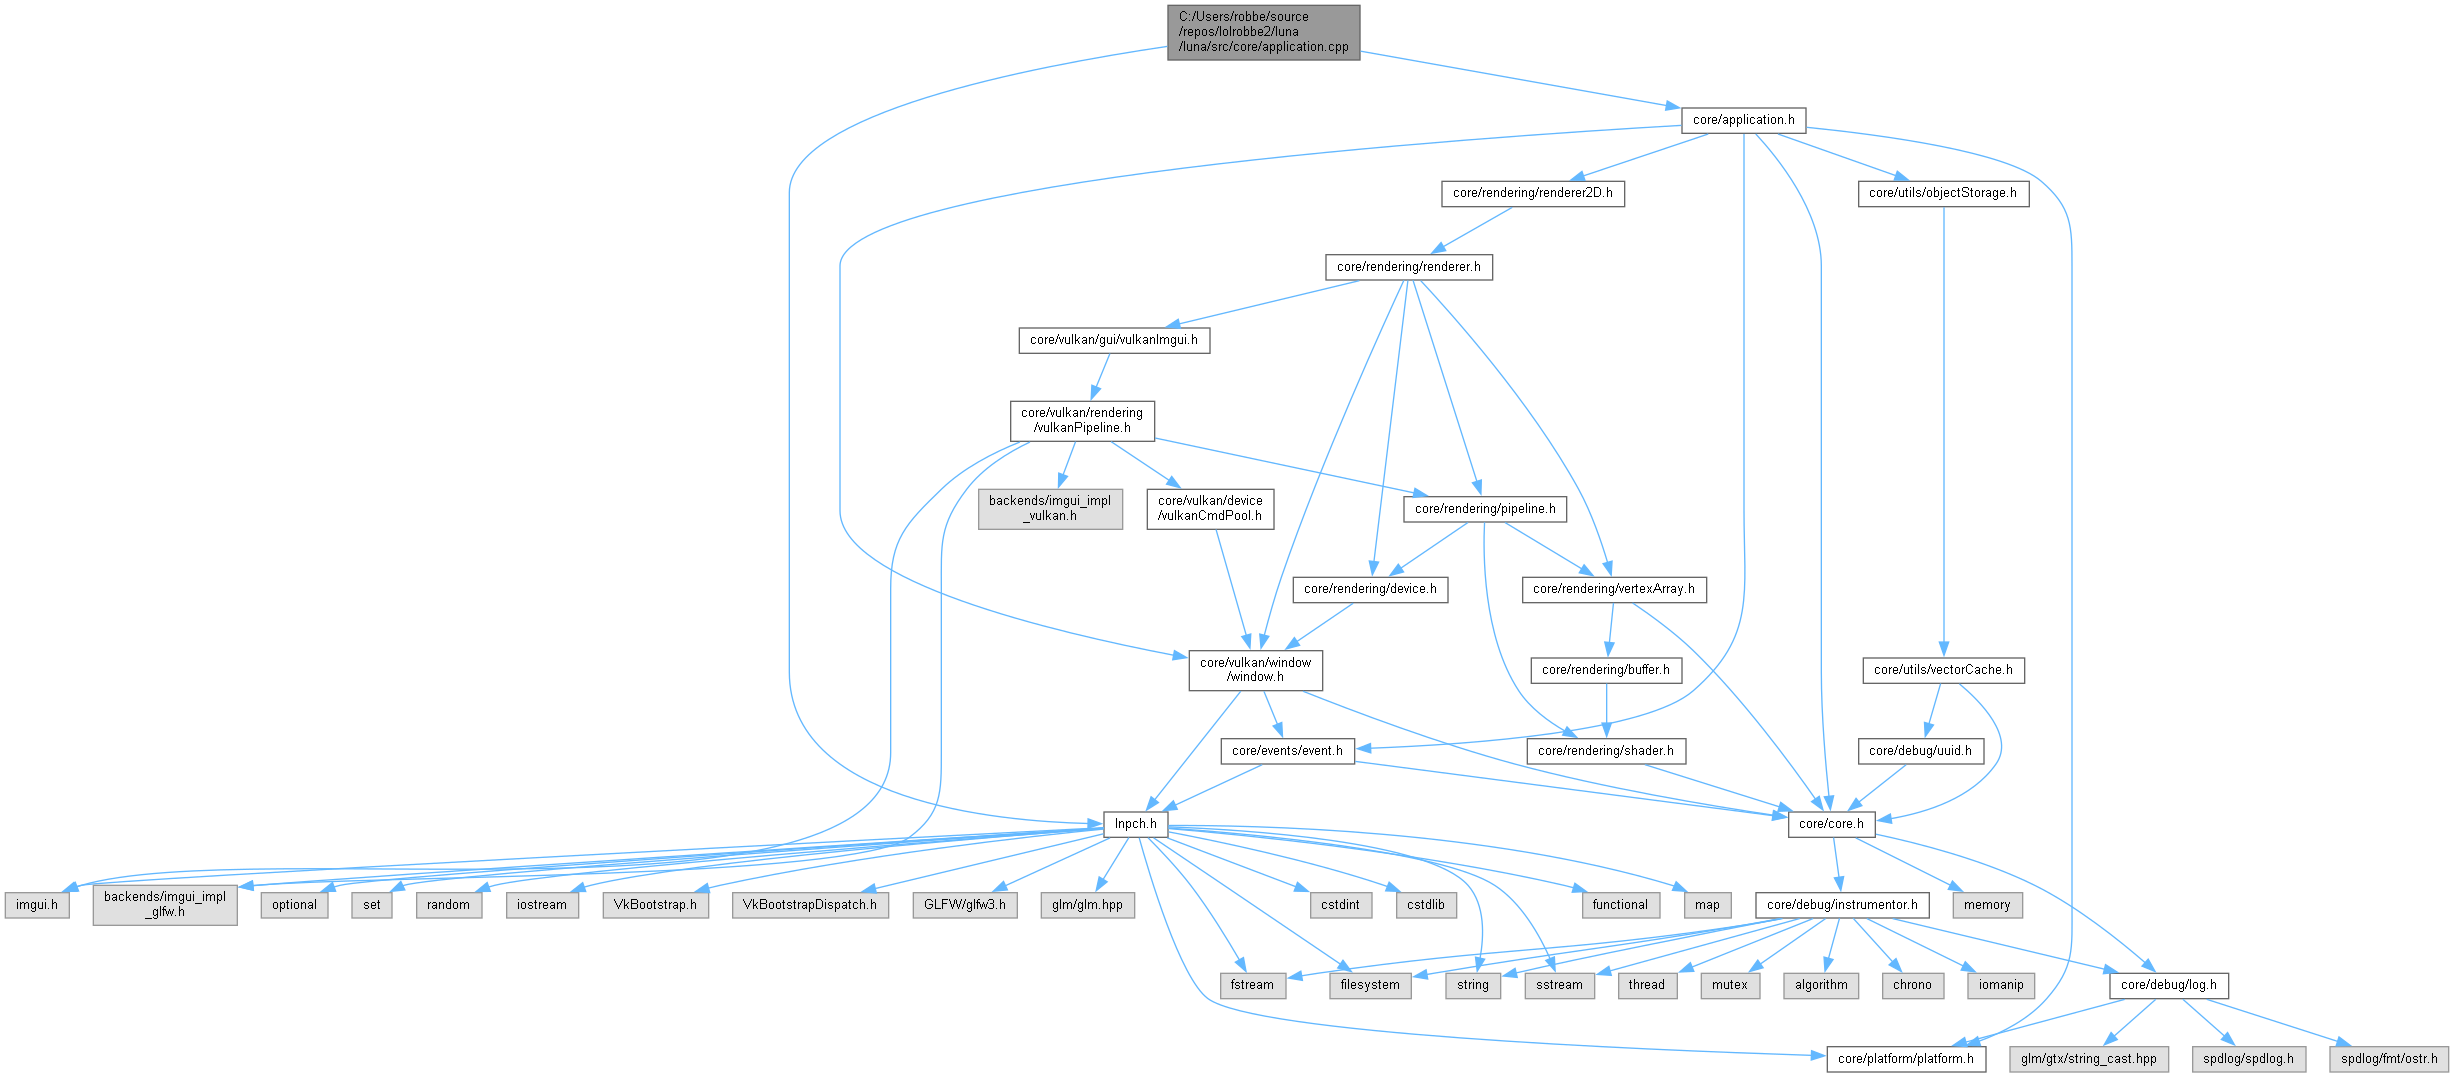 C:/Users/robbe/source
/repos/lolrobbe2/luna
/luna/src/core/application.cpp
core/application.h
core/rendering/renderer2D.h
core/utils/objectStorage.h
core/rendering/renderer.h
core/vulkan/gui/vulkanImgui.h
core/vulkan/rendering
/vulkanPipeline.h
backends/imgui_impl
_vulkan.h
core/vulkan/device
/vulkanCmdPool.h
core/rendering/pipeline.h
core/rendering/device.h
core/rendering/vertexArray.h
core/vulkan/window
/window.h
core/rendering/buffer.h
core/utils/vectorCache.h
core/events/event.h
core/rendering/shader.h
core/debug/uuid.h
lnpch.h
core/core.h
imgui.h
backends/imgui_impl
_glfw.h
optional
set
random
iostream
VkBootstrap.h
VkBootstrapDispatch.h
GLFW/glfw3.h
glm/glm.hpp
cstdint
cstdlib
functional
map
core/debug/instrumentor.h
memory
fstream
filesystem
string
sstream
thread
mutex
algorithm
chrono
iomanip
core/debug/log.h
core/platform/platform.h
glm/gtx/string_cast.hpp
spdlog/spdlog.h
spdlog/fmt/ostr.h